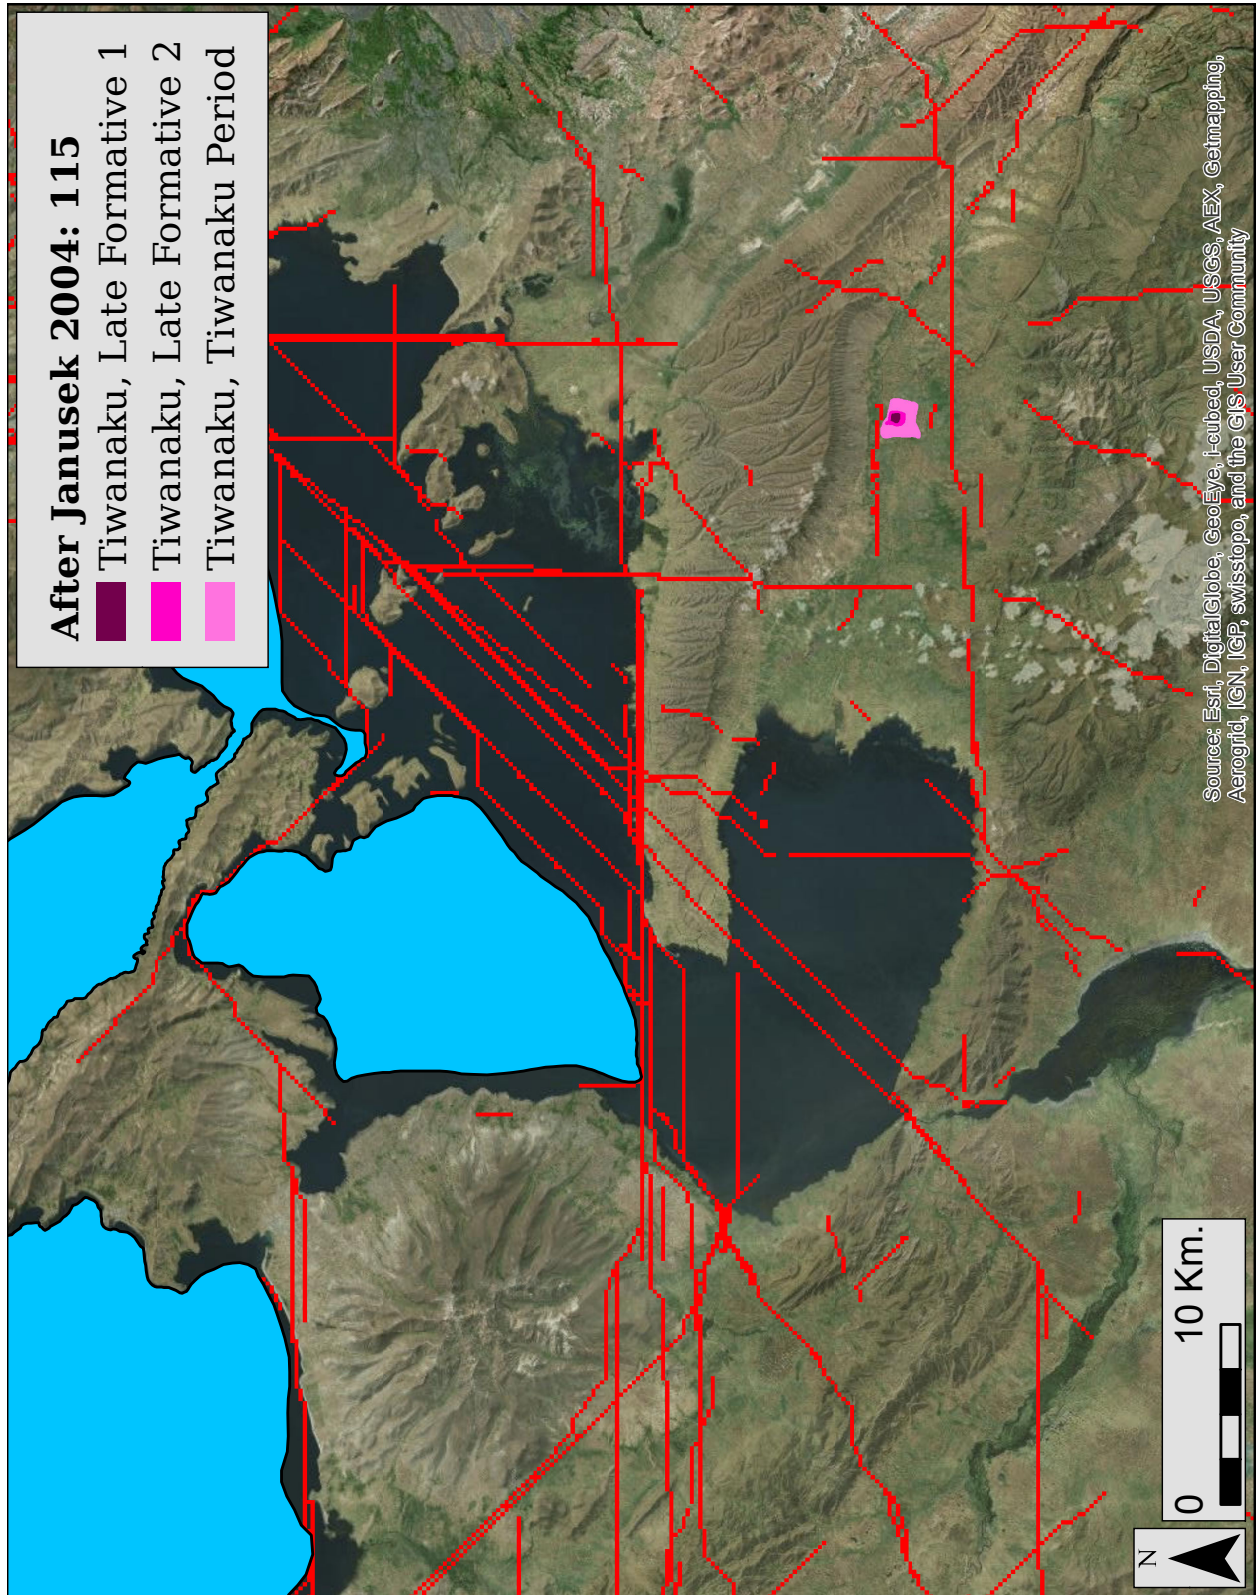 After Janusek 2004: 115
Tiwanaku, Late Formative 1
Tiwanaku, Late Formative 2
Tiwanaku, Tiwanaku Period
Source: Esri, DigitalGlobe, GeoEye, i-cubed, USDA, USGS, AEX, Getmapping,
Aerogrid, IGN, IGP, swisstopo, and the GIS User Community
N
0 10 Km.